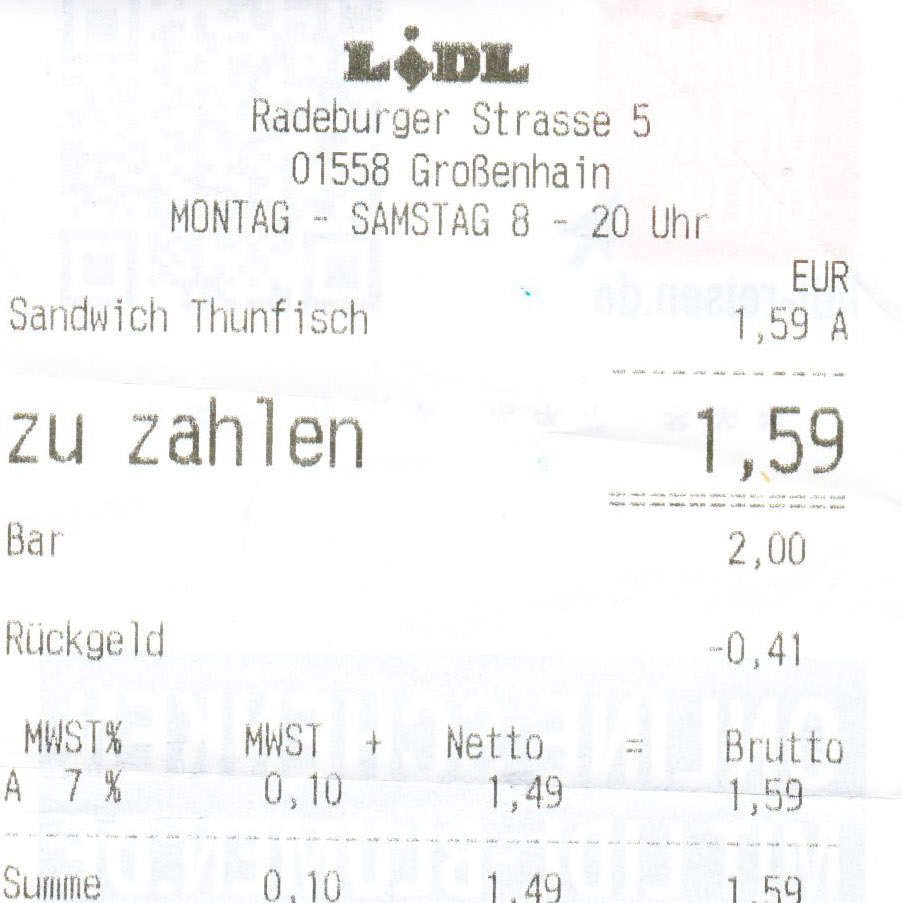 LiDL
Radeburger Strasse 5
01558 Großenhain
MONTAG - SAMSTAG 8 - 20 Uhr
EUR
Sandwich Thunfisch 1,59 A
zu zahlen 1,59
Bar 2,00
Rückgeld -0,41
MWST% MWST + Netto = Brutto
A 7 % 0,10 1,49 1,59
Summe 0,10 1,49 1,59